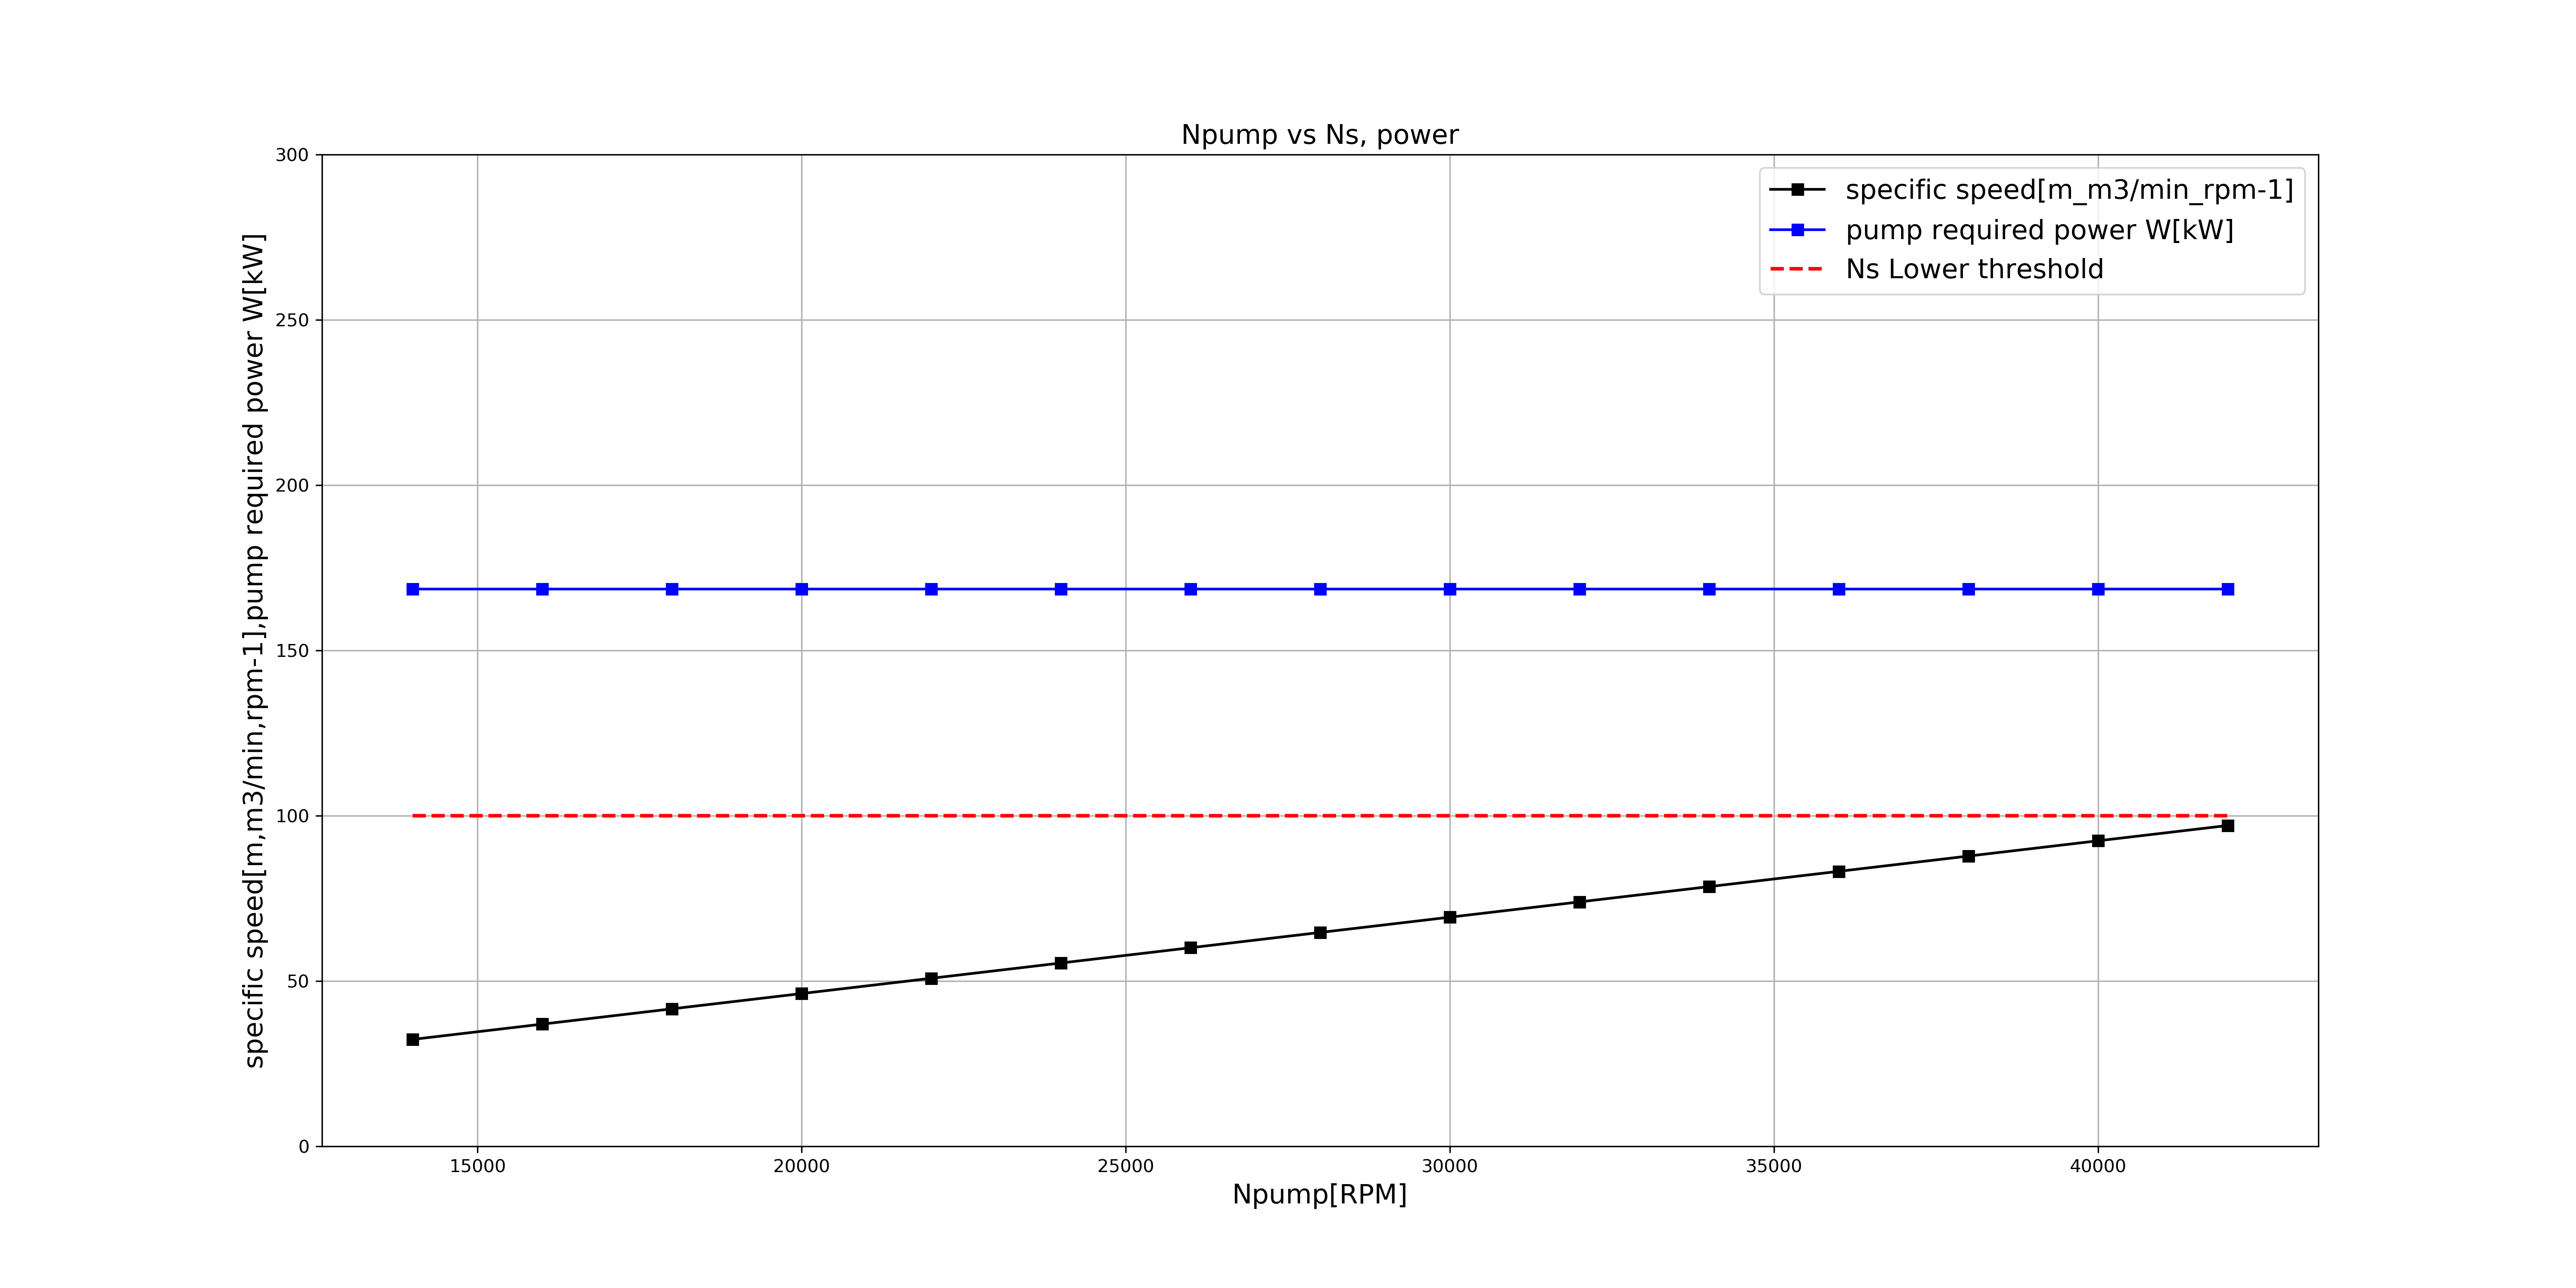 Npump vs Ns, power
specific speed[m_m3/min_rpm-1]
pump required power W[kW]
Ns Lower threshold
specific speed[m,m3/min,rpm-1],pump required power W[kW]
300
250
200
150
100
50
0
15000
20000
25000
30000
35000
40000
Npump[RPM]